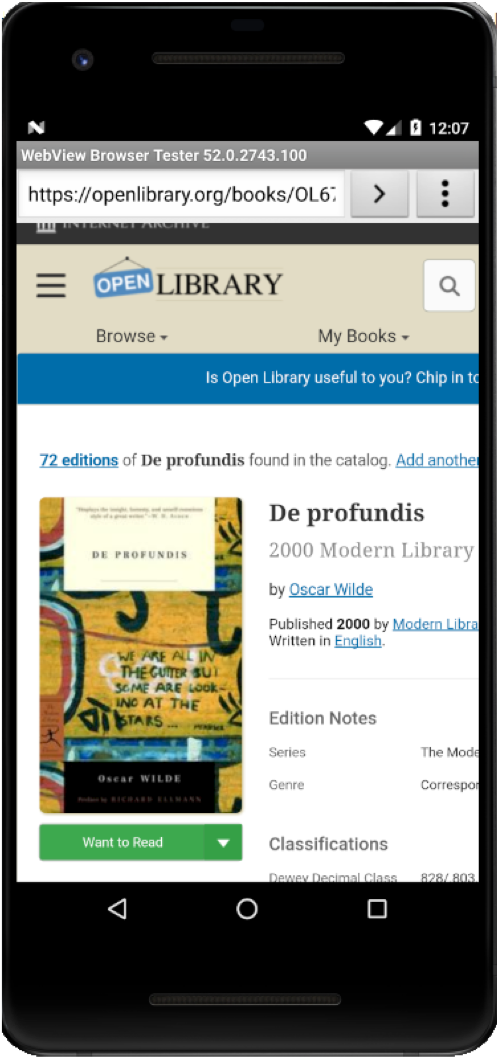 12:07
WebView Browser Tester 52.0.2743.100
https://openlibrary.org/books/OL67
INTERNET ARCHIVE
OPEN LIBRARY
Browse
My Books
Is Open Library useful to you? Chip in to
72 editions of De profundis found in the catalog. Add another
"Displays the insight, honesty, and unself-conscious
style of a great writer."—W. H. Auden
DE PROFUNDIS
WE ARE ALL IN
THE GUTTER BUT
SOME ARE LOOK-
ING AT THE
STARS...
Oscar WILDE
Preface by RICHARD ELLMANN
De profundis
2000 Modern Library
by Oscar Wilde
Published 2000 by Modern Libra
Written in English.
Edition Notes
Series The Mode
Genre Correspon
Want to Read
Classifications
Dewey Decimal Class 828/.803